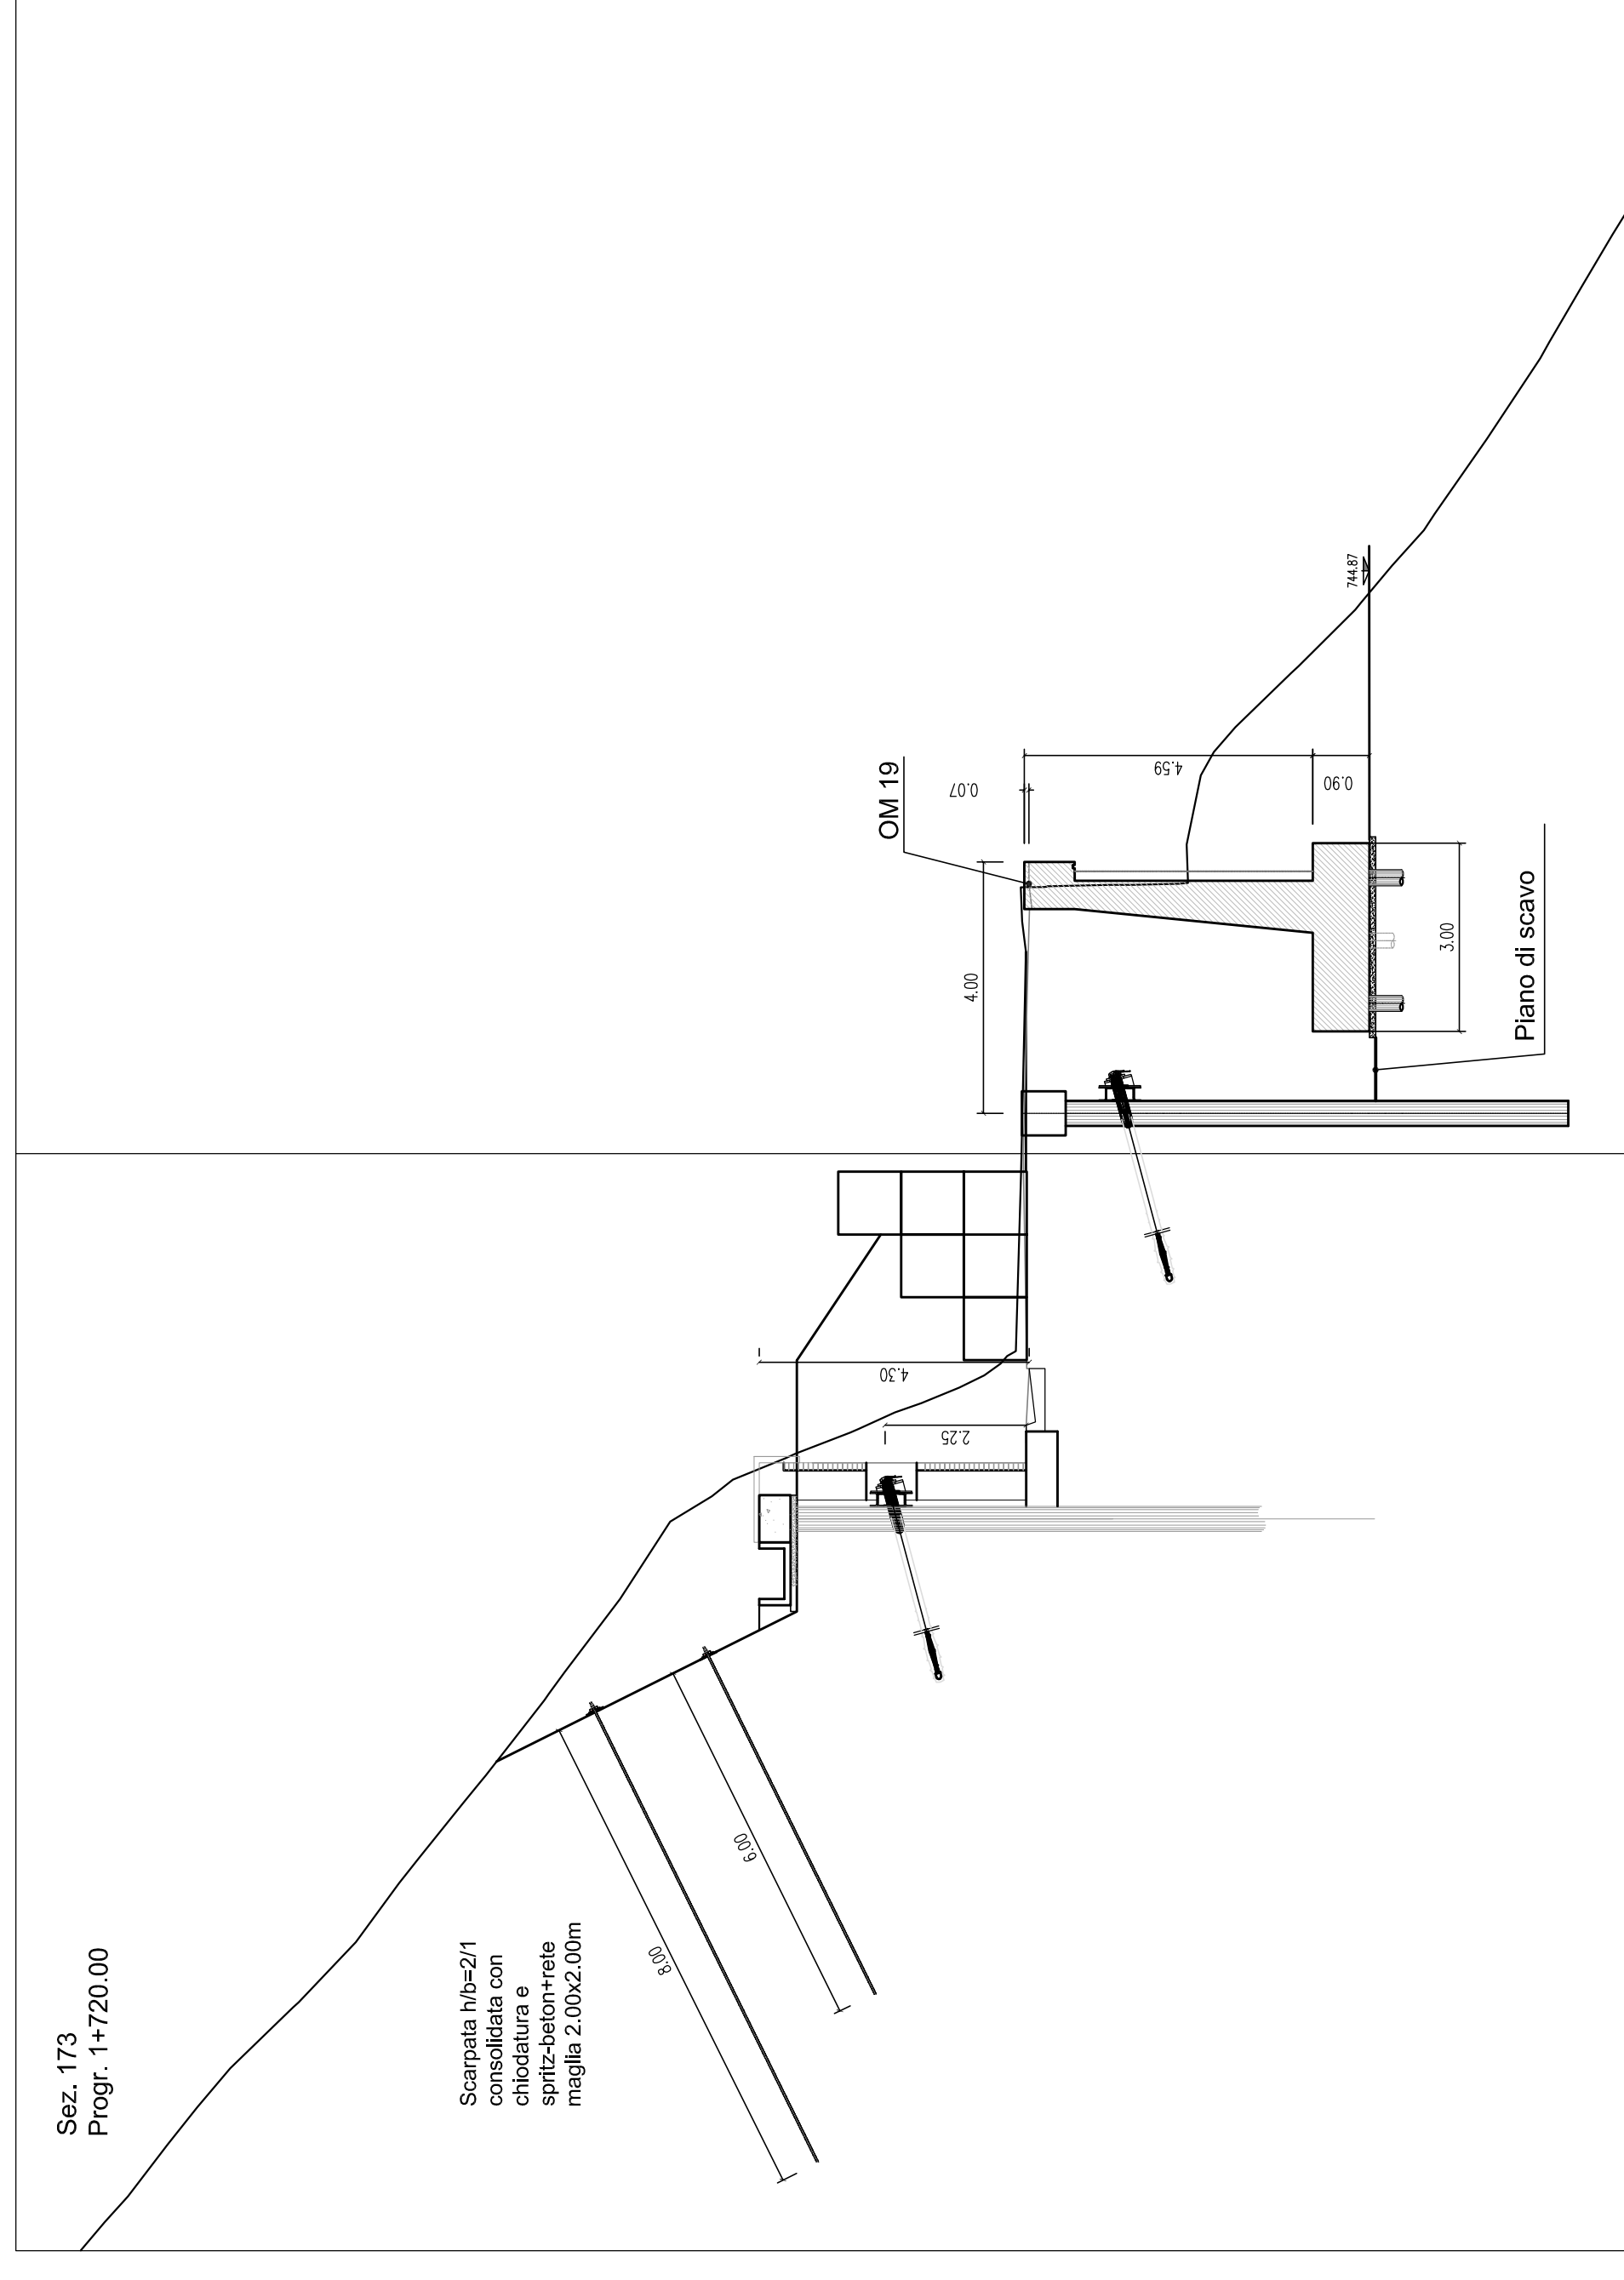 Sez. 173
Progr. 1+720.00
Scarpata h/b=2/1
consolidata con
chiodatura e
spritz-beton+rete
maglia 2.00x2.00m
8.00
6.00
4.30
2.25
4.00
OM 19
0.07
4.59
0.90
744.87
3.00
Piano di scavo